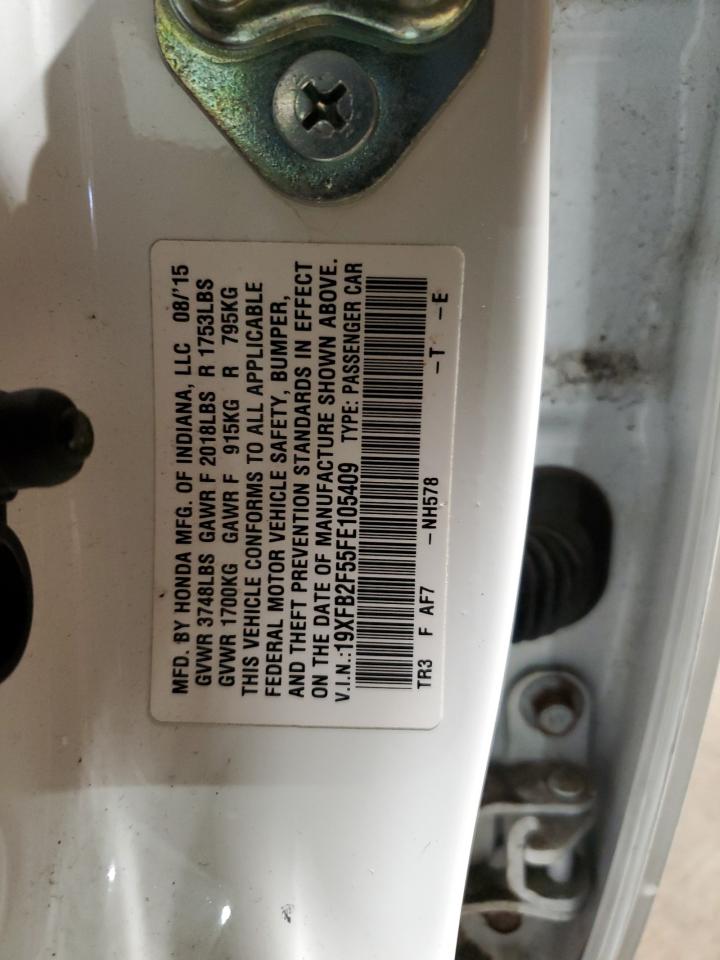 MFD. BY HONDA MFG. OF INDIANA, LLC 08/'15
GVWR 3748LBS GAWR F 2018LBS R 1753LBS
GVWR 1700KG GAWR F 915KG R 795KG
THIS VEHICLE CONFORMS TO ALL APPLICABLE
FEDERAL MOTOR VEHICLE SAFETY, BUMPER,
AND THEFT PREVENTION STANDARDS IN EFFECT
ON THE DATE OF MANUFACTURE SHOWN ABOVE.
V.I.N.:19XFB2F55FE105409 TYPE: PASSENGER CAR
TR3 F AF7 -NH578 -T -E